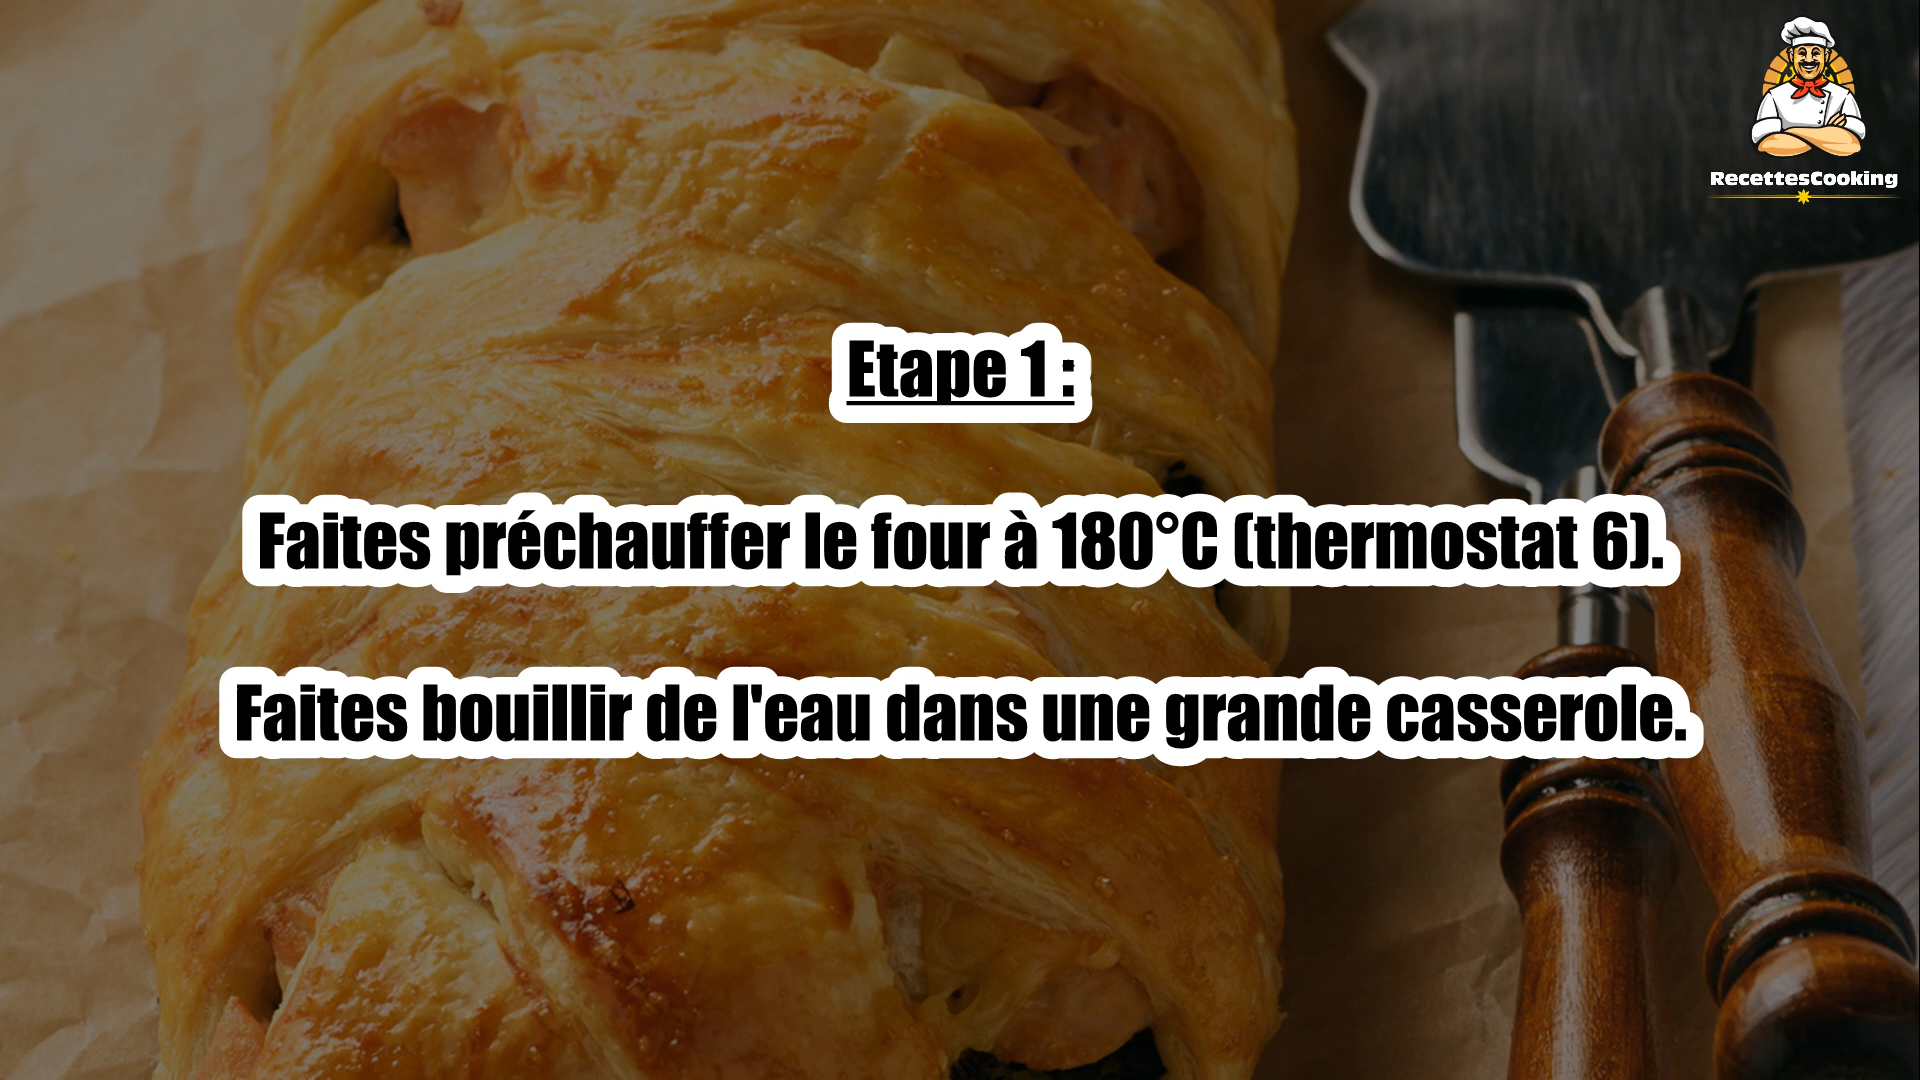 RecettesCooking
Etape 1 :
Faites préchauffer le four à 180°C (thermostat 6).
Faites bouillir de l'eau dans une grande casserole.